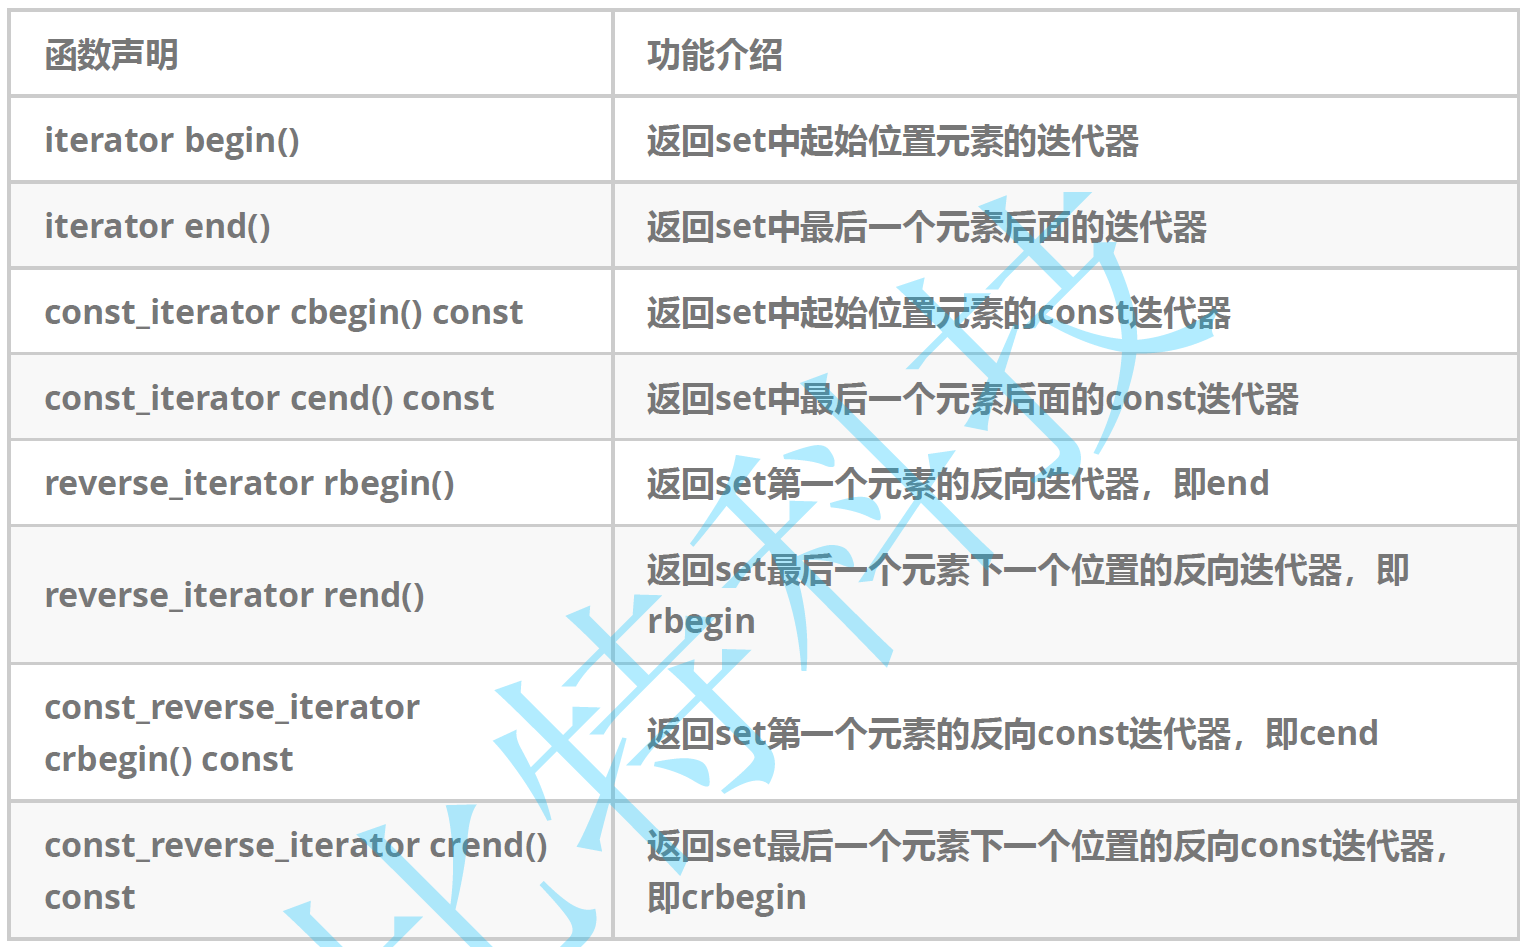 函数声明
功能介绍
iterator begin()
返回set中起始位置元素的迭代器
iterator end()
返回set中最后一个元素后面的迭代器
const_iterator cbegin() const
返回set中起始位置元素的const迭代器
const_iterator cend() const
返回set中最后一个元素后面的const迭代器
reverse_iterator rbegin()
返回set第一个元素的反向迭代器，即end
reverse_iterator rend()
返回set最后一个元素下一个位置的反向迭代器，即
rbegin
const_reverse_iterator
crbegin() const
返回set第一个元素的反向const迭代器，即cend
const_reverse_iterator crend()
const
返回set最后一个元素下一个位置的反向const迭代器，
即crbegin
比特科技